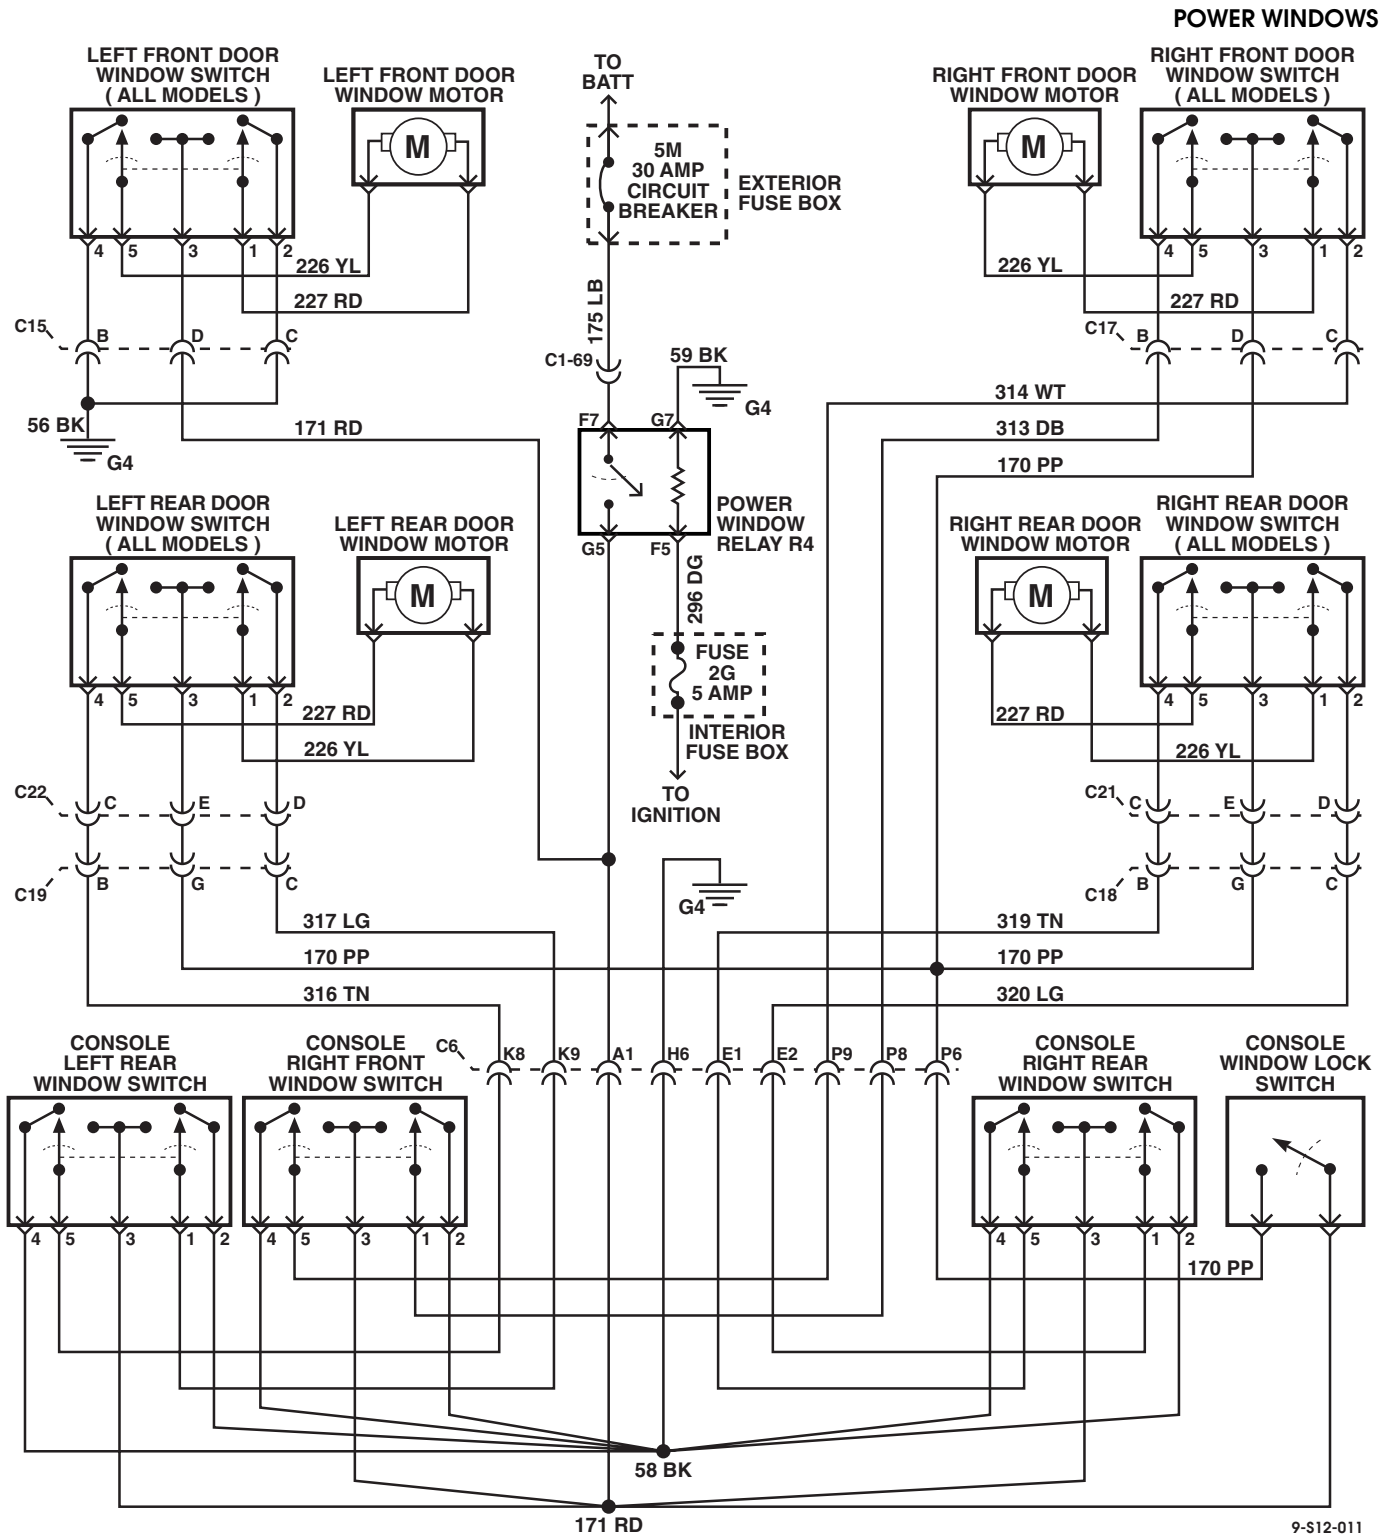 POWER WINDOWS
LEFT FRONT DOOR
WINDOW SWITCH
( ALL MODELS )
LEFT FRONT DOOR
WINDOW MOTOR
M
4 5 3 1 2
226 YL
227 RD
C15
B D C
56 BK
G4
171 RD
TO
BATT
5M
30 AMP
CIRCUIT
BREAKER
EXTERIOR
FUSE BOX
175 LB
C1-69
59 BK
G4
F7 G7
POWER
WINDOW
RELAY R4
G5 F5
296 DG
FUSE
2G
5 AMP
INTERIOR
FUSE BOX
TO
IGNITION
RIGHT FRONT DOOR
WINDOW MOTOR
M
RIGHT FRONT DOOR
WINDOW SWITCH
( ALL MODELS )
4 5 3 1 2
226 YL
227 RD
C17
B D C
314 WT
313 DB
170 PP
LEFT REAR DOOR
WINDOW SWITCH
( ALL MODELS )
LEFT REAR DOOR
WINDOW MOTOR
M
4 5 3 1 2
227 RD
226 YL
C22
C E D
C19
B G C
317 LG
170 PP
316 TN
RIGHT REAR DOOR
WINDOW MOTOR
M
RIGHT REAR DOOR
WINDOW SWITCH
( ALL MODELS )
4 5 3 1 2
227 RD
226 YL
C21
C E D
C18
B G C
G4
319 TN
170 PP
320 LG
C6
K8 K9 A1 H6 E1 E2 P9 P8 P6
CONSOLE
LEFT REAR
WINDOW SWITCH
4 5 3 1 2
CONSOLE
RIGHT FRONT
WINDOW SWITCH
4 5 3 1 2
CONSOLE
RIGHT REAR
WINDOW SWITCH
4 5 3 1 2
CONSOLE
WINDOW LOCK
SWITCH
170 PP
58 BK
171 RD
9-S12-011